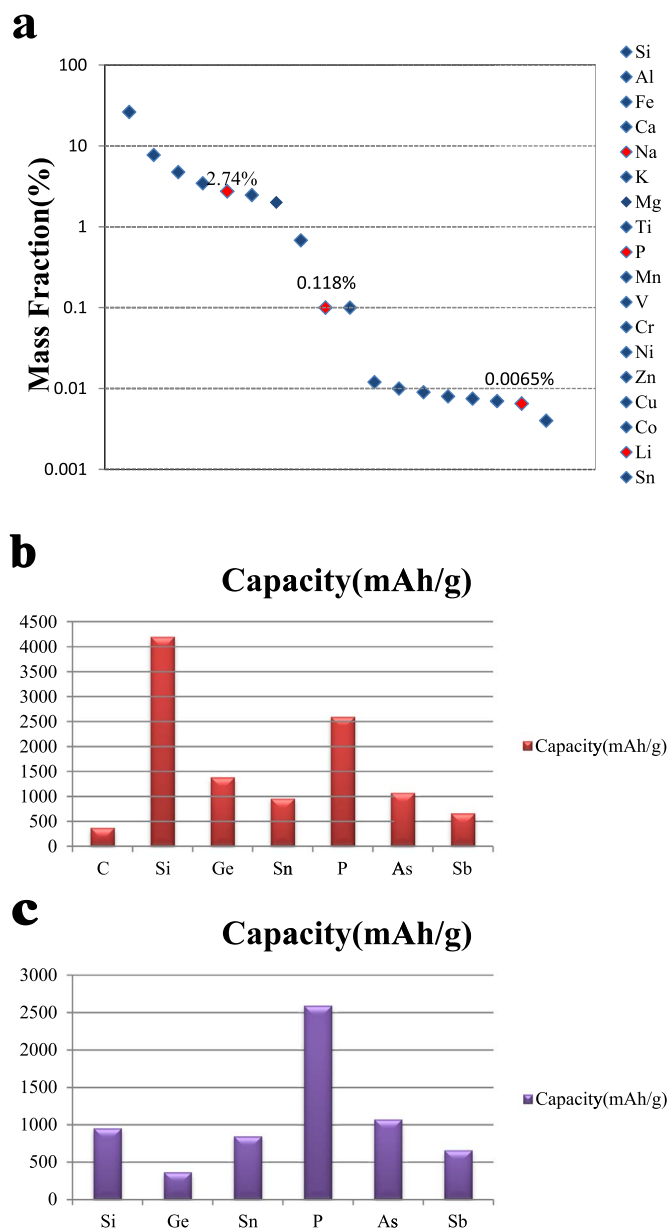 a
100
10
1
0.1
0.01
0.001
Mass Fraction(%)
2.74%
0.118%
0.0065%
Si
Al
Fe
Ca
Na
K
Mg
Ti
P
Mn
V
Cr
Ni
Zn
Cu
Co
Li
Sn
b
Capacity(mAh/g)
4500
4000
3500
3000
2500
2000
1500
1000
500
0
C Si Ge Sn P As Sb
Capacity(mAh/g)
c
Capacity(mAh/g)
3000
2500
2000
1500
1000
500
0
Si Ge Sn P As Sb
Capacity(mAh/g)